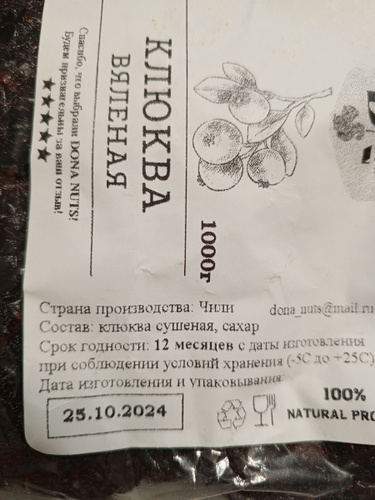 КЛЮКВА
ВЯЛЕНАЯ
Спасибо, что выбрали DONA NUTS!
Будем признательны за ваш отзыв!
1000г
Страна производства: Чили
dona_nuts@mail.ru
Состав: клюква сушеная, сахар
Срок годности: 12 месяцев с даты изготовления
при соблюдении условий хранения (-5С до +25С)
Дата изготовления и упаковывания
25.10.2024
100%
NATURAL PRO